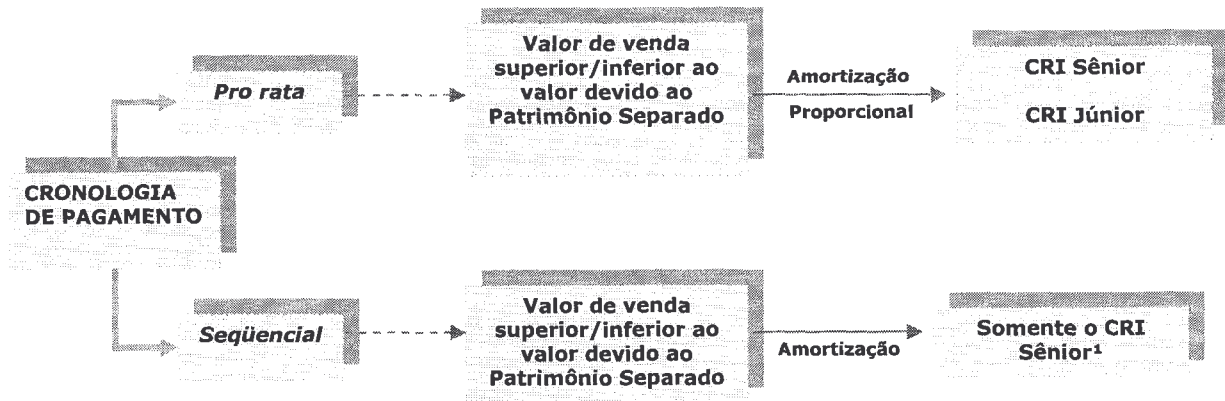 Pro rata
Valor de venda
superior/inferior ao
valor devido ao
Patrimônio Separado
Amortização
Proporcional
CRI Sênior
CRI Júnior
CRONOLOGIA
DE PAGAMENTO
Seqüencial
Valor de venda
superior/inferior ao
valor devido ao
Patrimônio Separado
Amortização
Somente o CRI
Sênior¹